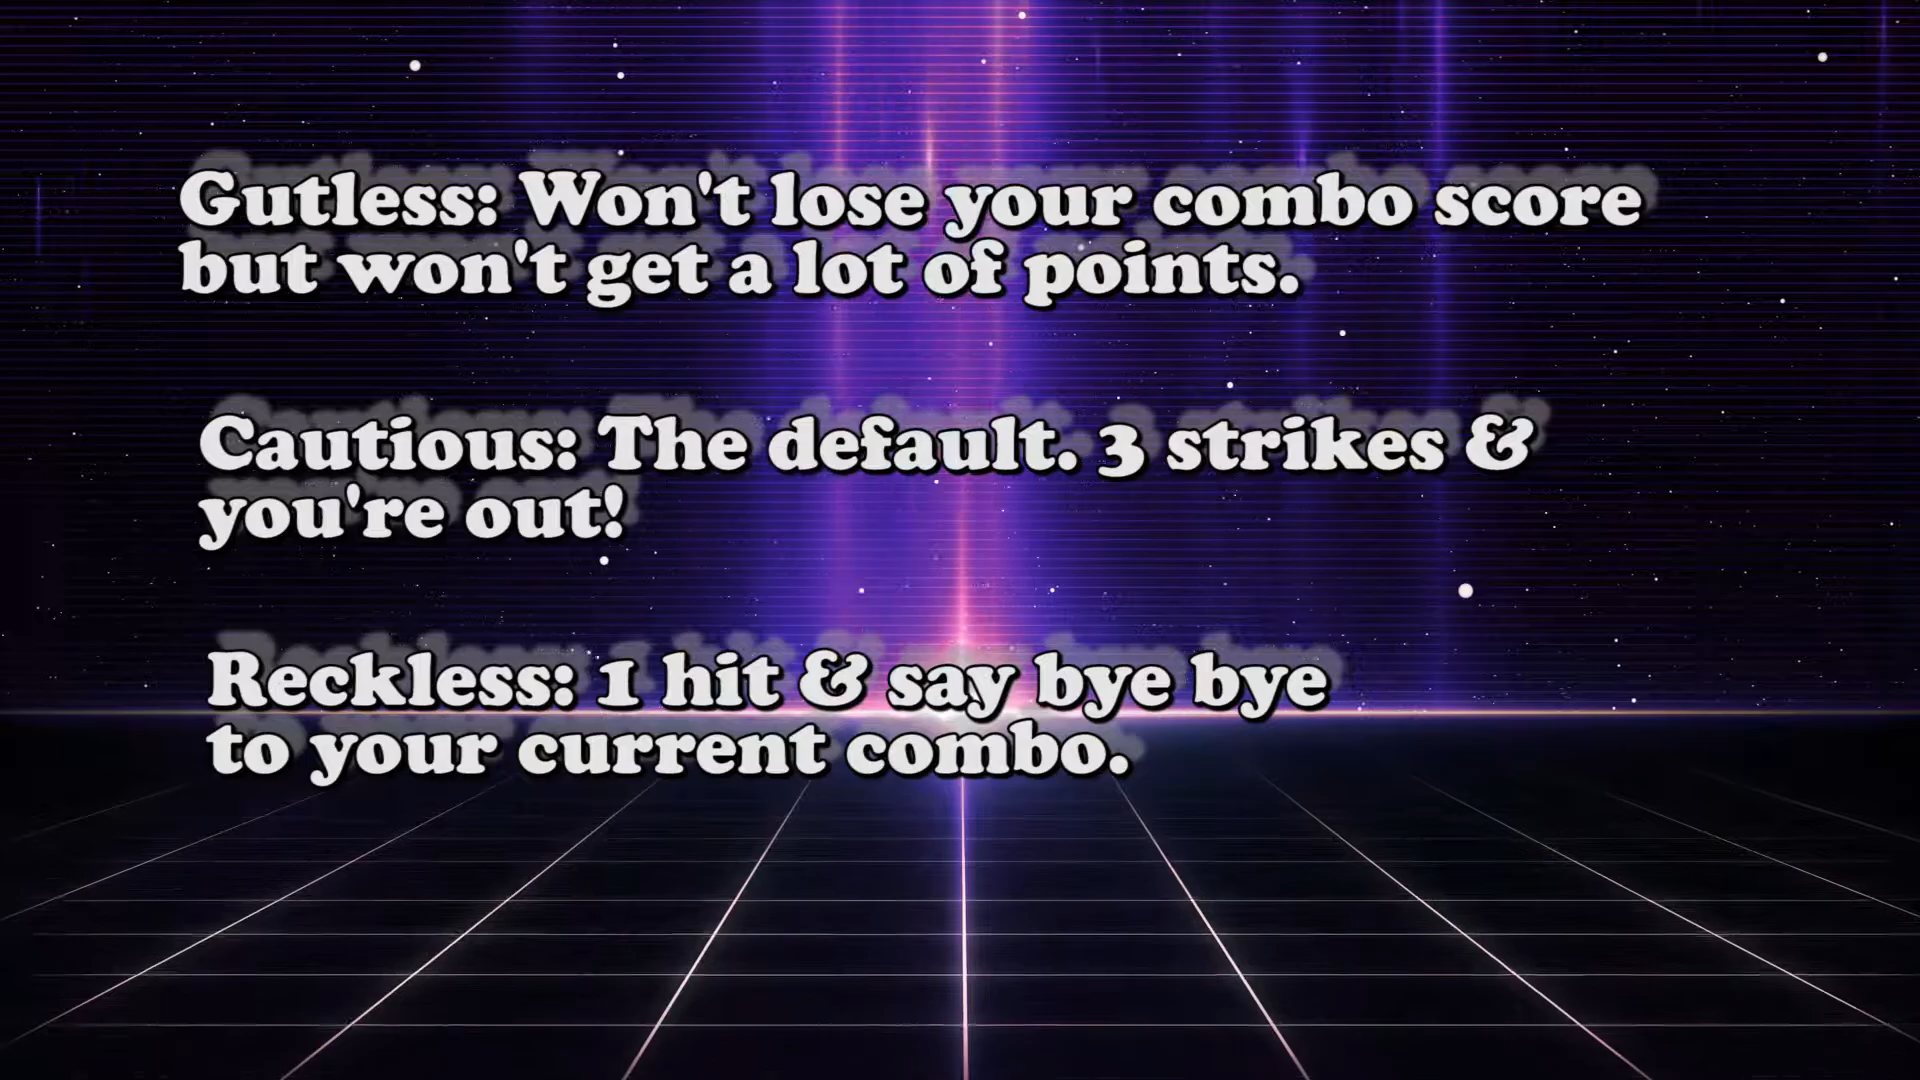 Gutless: Won't lose your combo score
but won't get a lot of points.
Cautious: The default. 3 strikes &
you're out!
Reckless: 1 hit & say bye bye
to your current combo.